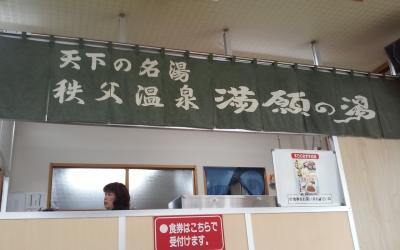 天下の名湯
秩父温泉 満願の湯
●食券はこちらで
受付けます。